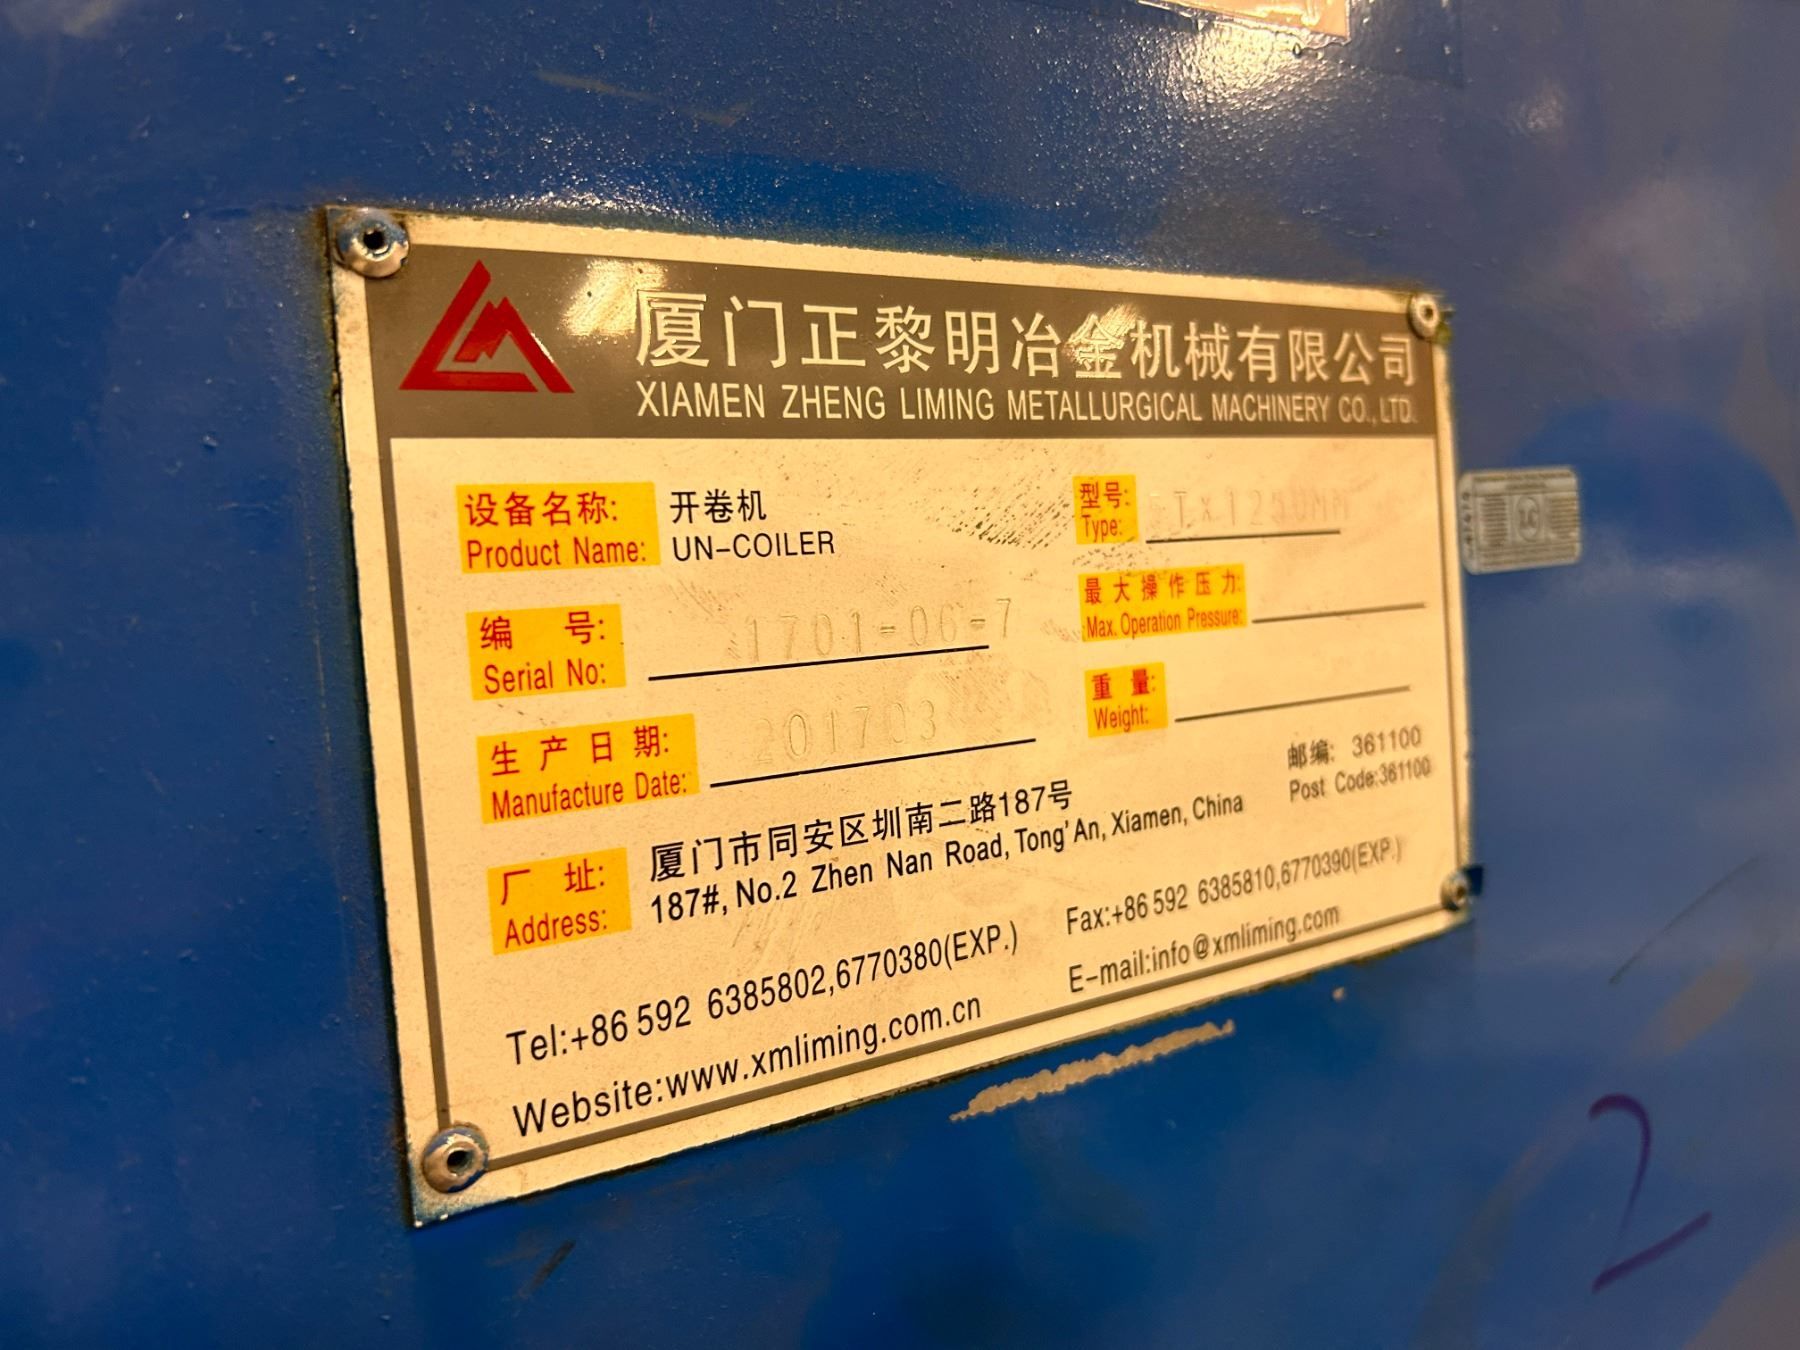 厦门正黎明冶金机械有限公司
XIAMEN ZHENG LIMING METALLURGICAL MACHINERY CO., LTD.
设备名称: 开卷机
Product Name: UN-COILER
型号:
Type: 5T×1250MM
编 号:
Serial No: 1701-06-7
最大操作压力:
Max. Operation Pressure:
生产日期:
Manufacture Date: 201703
重 量:
Weight:
邮编: 361100
Post Code:361100
厂 址: 厦门市同安区圳南二路187号
Address: 187#, No.2 Zhen Nan Road, Tong'An, Xiamen, China
Tel:+86 592 6385802,6770380(EXP.)
Fax:+86 592 6385810,6770390(EXP.)
Website:www.xmliming.com.cn
E-mail:info@xmliming.com
2